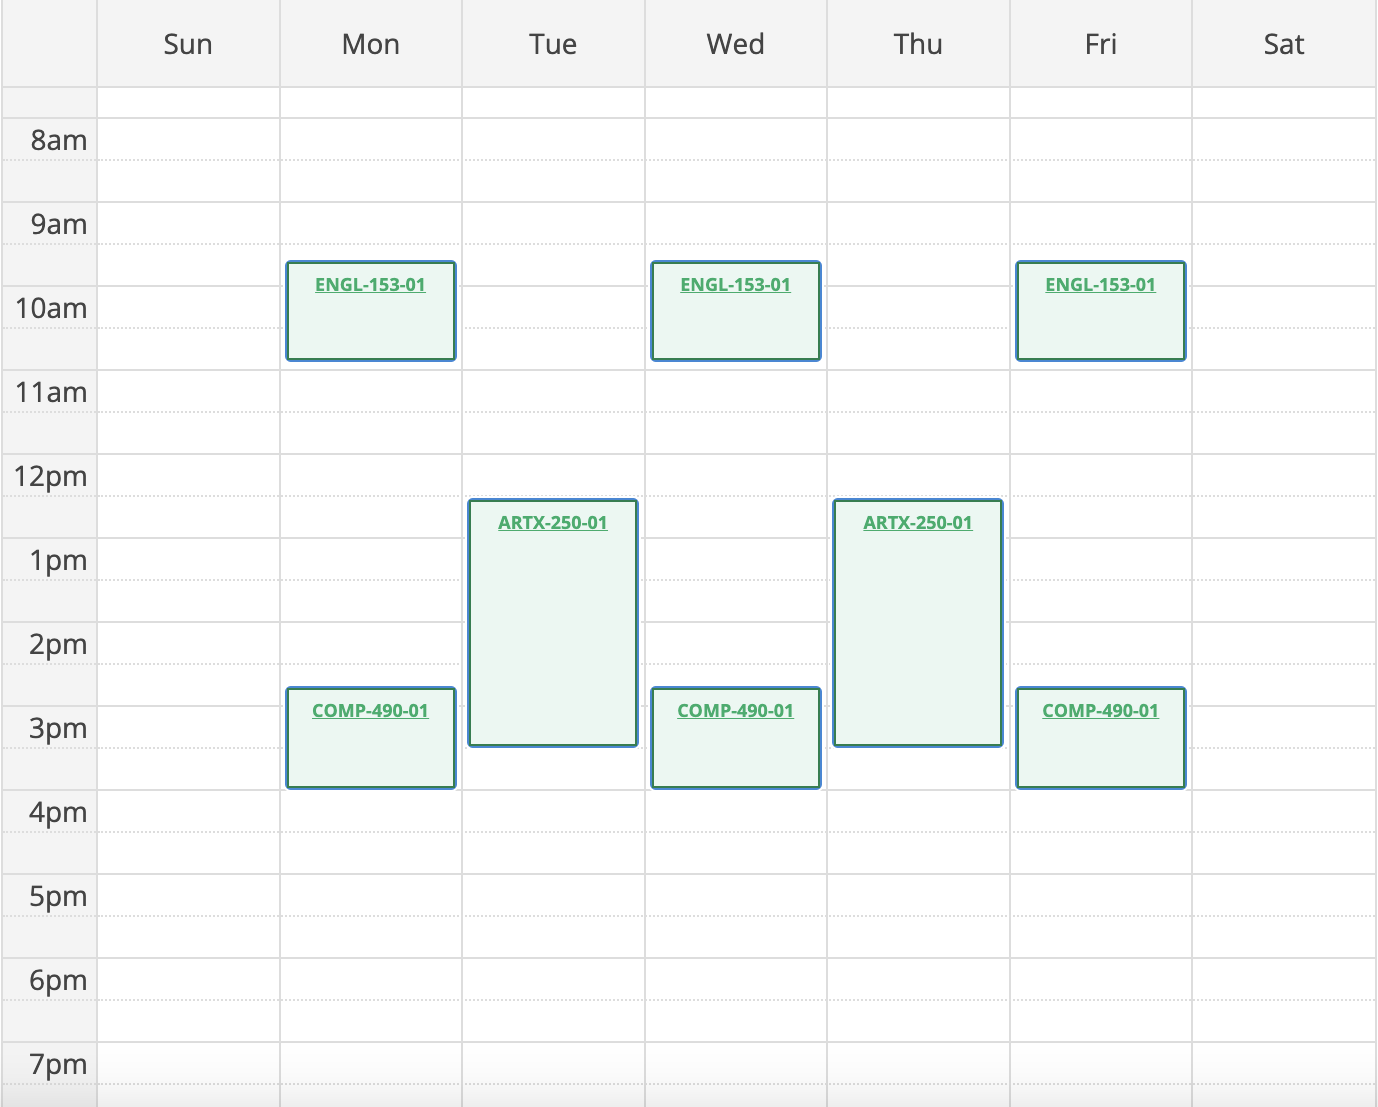 Sun Mon Tue Wed Thu Fri Sat
8am
9am
ENGL-153-01 ENGL-153-01 ENGL-153-01
10am
11am
12pm
ARTX-250-01 ARTX-250-01
1pm
2pm
COMP-490-01 COMP-490-01 COMP-490-01
3pm
4pm
5pm
6pm
7pm